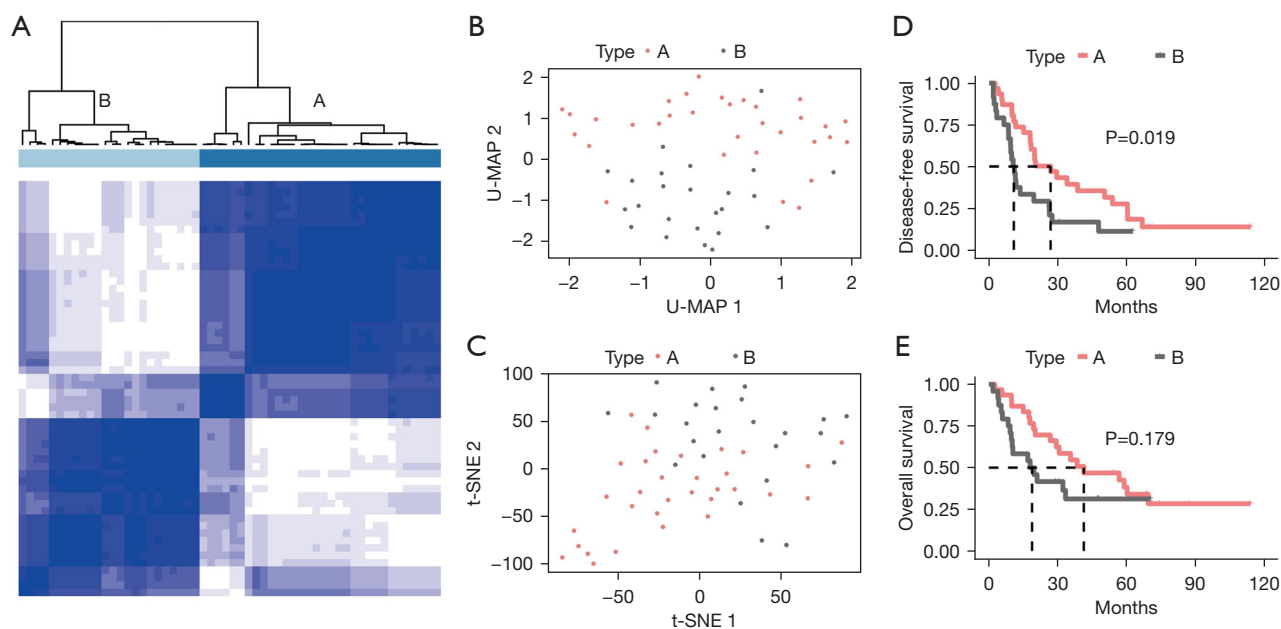 A
B
A
B
Type A B
U-MAP 2
2
1
0
−1
−2
−2 −1 0 1 2
U-MAP 1
C
Type A B
t-SNE 2
100
50
0
−50
−100
−50 0 50
t-SNE 1
D
Type A B
Disease-free survival
1.00
0.75
0.50
0.25
0.00
P=0.019
0 30 60 90 120
Months
E
Type A B
Overall survival
1.00
0.75
0.50
0.25
0.00
P=0.179
0 30 60 90 120
Months